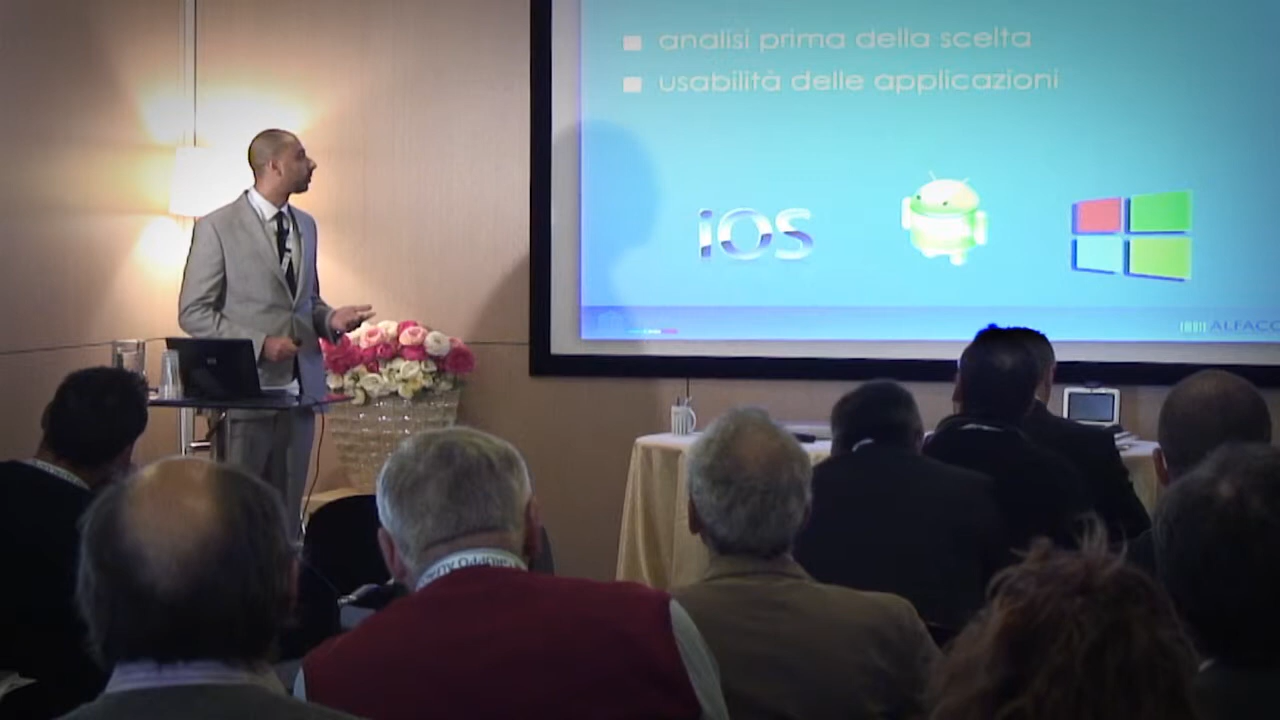 analisi prima della scelta
usabilità delle applicazioni
iOS
ALFACO